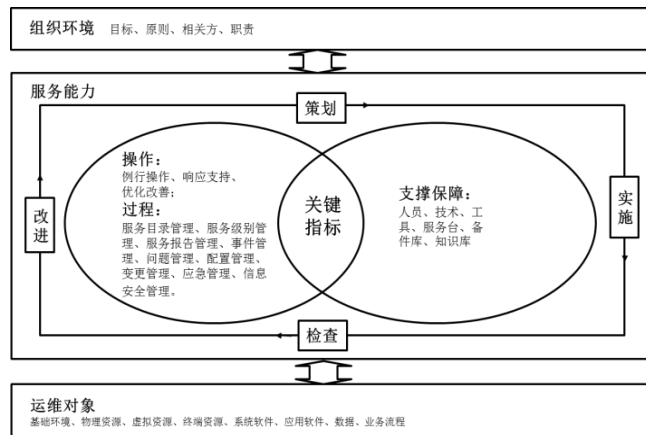 组织环境 目标、原则、相关方、职责
服务能力
策划
操作：
例行操作、响应支持、
优化改善;
过程：
服务目录管理、服务级别管
理、服务报告管理、事件管
理、问题管理、配置管理、
变更管理、应急管理、信息
安全管理。
关键
指标
支撑保障：
人员、技术、工
具、服务台、备
件库、知识库
改进
实施
检查
运维对象
基础环境、物理资源、虚拟资源、终端资源、系统软件、应用软件、数据、业务流程